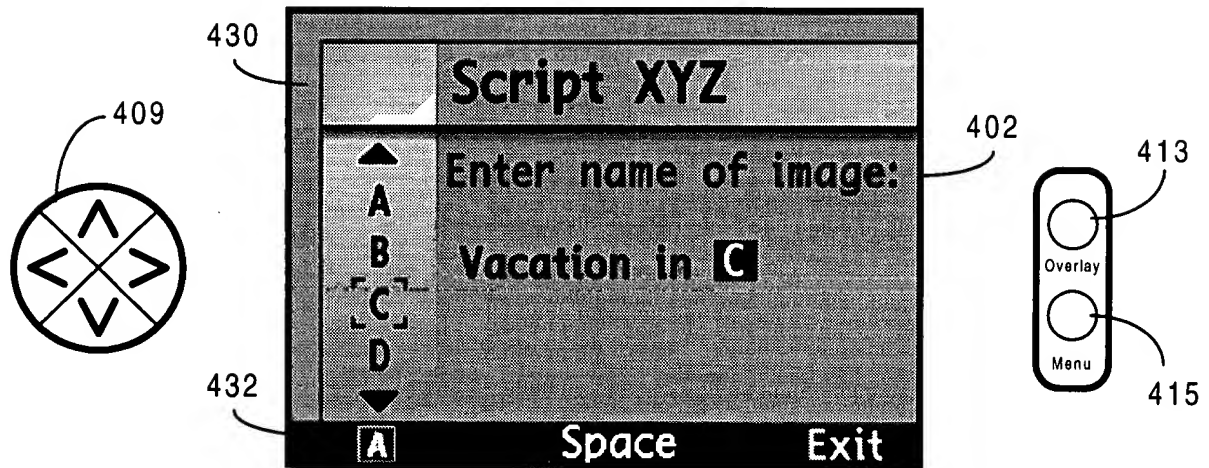 430
Script XYZ
409
402
413
Enter name of image:
A
B
Vacation in C
Overlay
C
D
Menu
432
415
A Space Exit